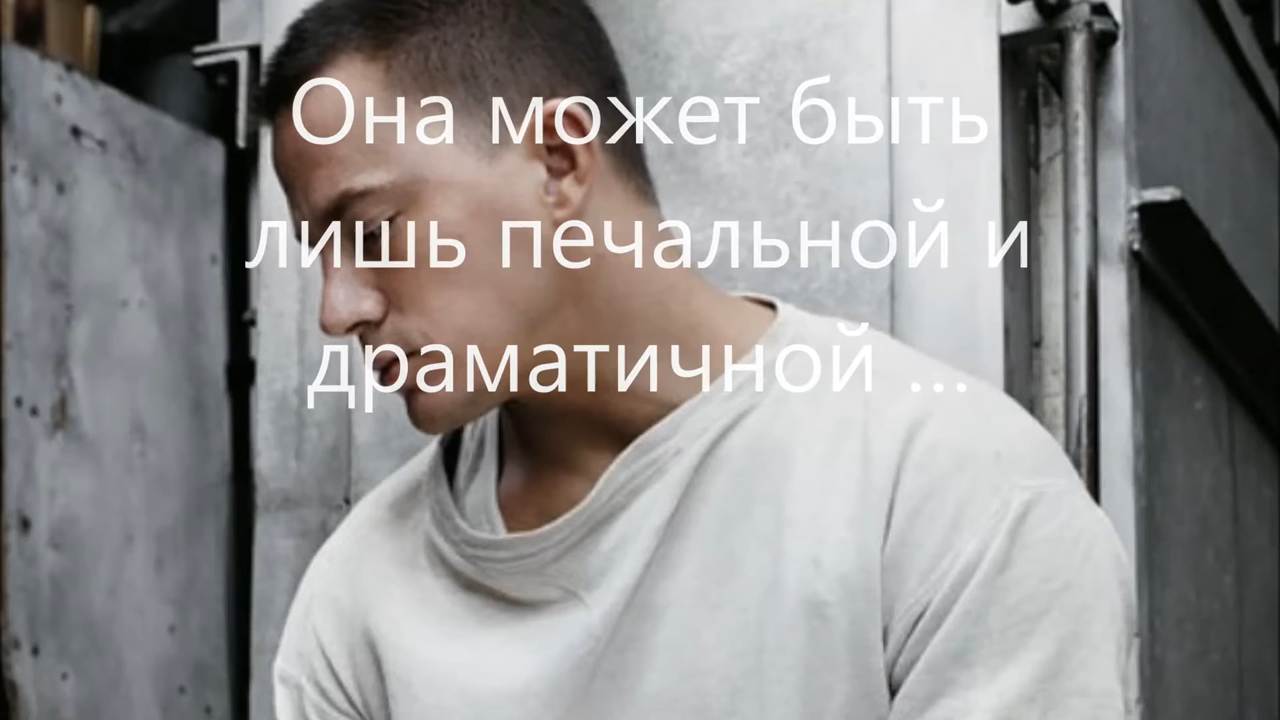 Она может быть
лишь печальной и
драматичной ...